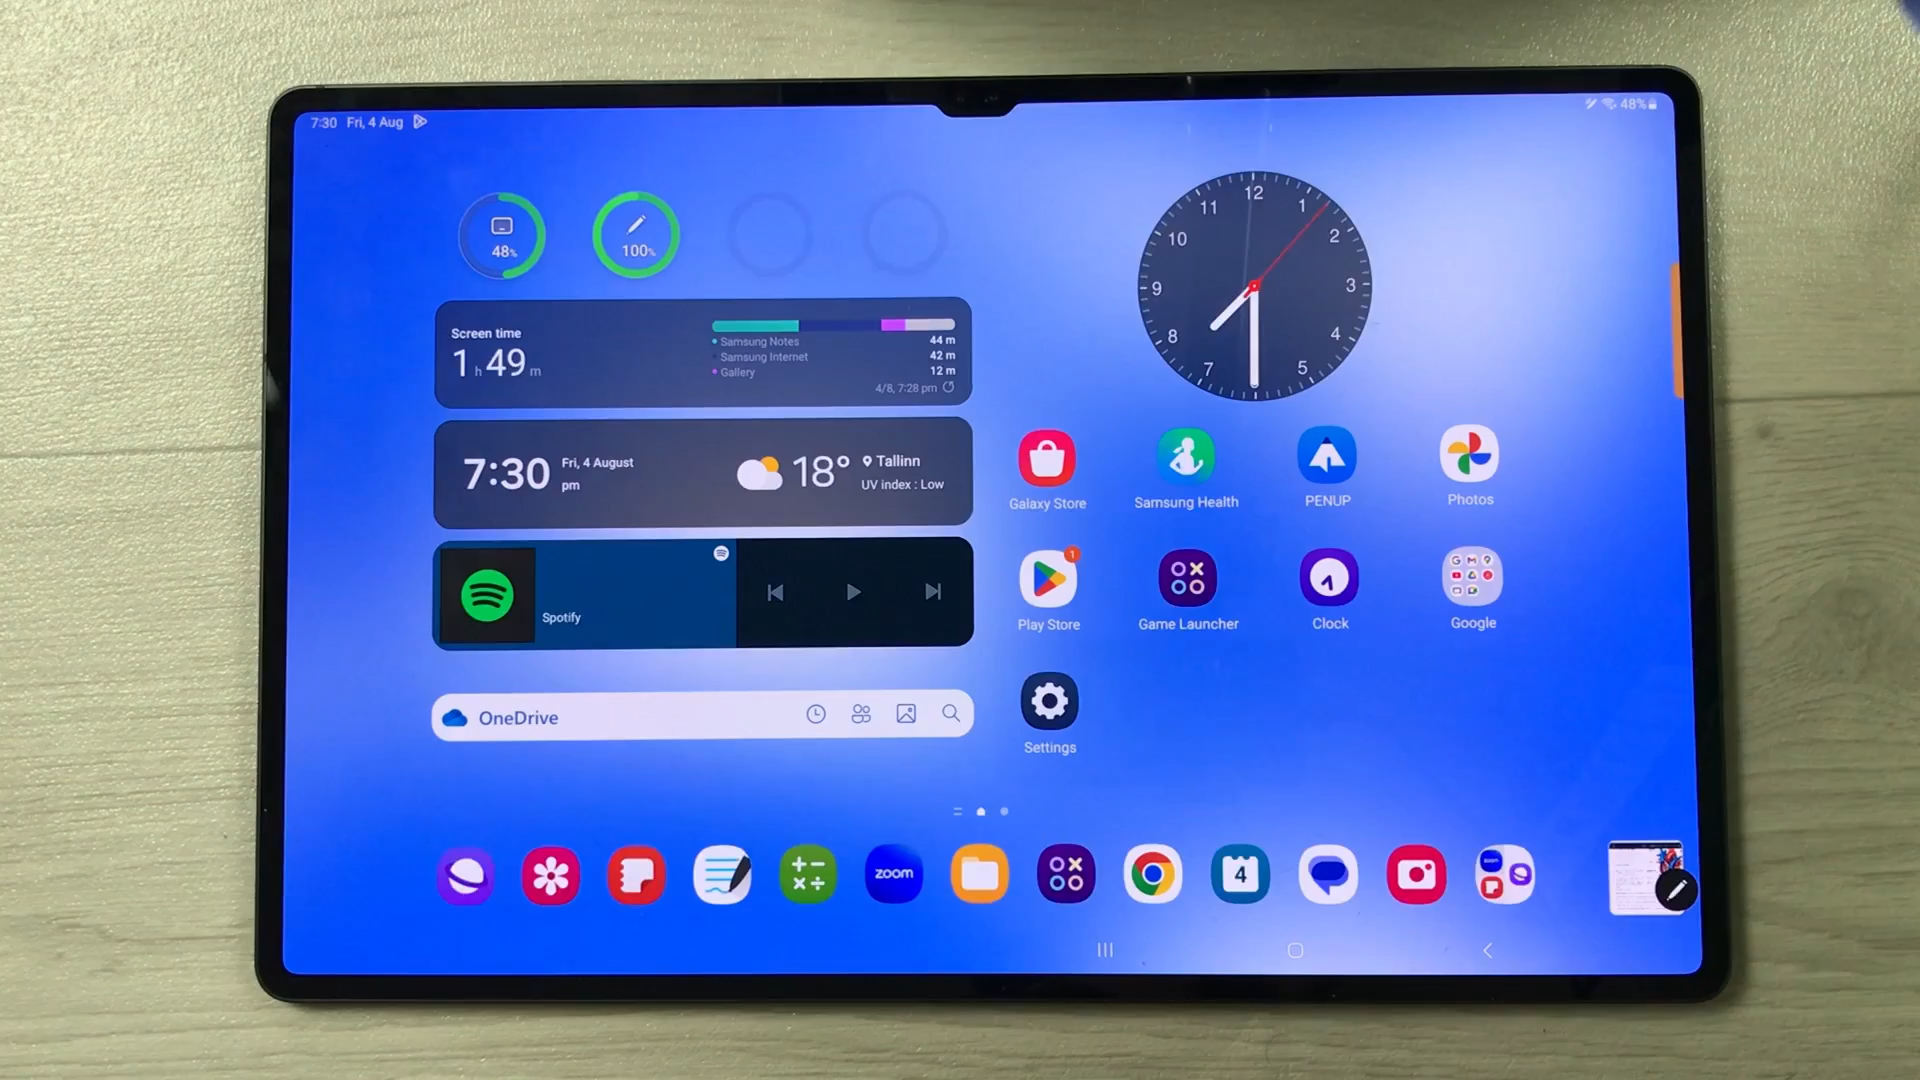 7:30 Fri, 4 Aug
48%
48%
100%
Screen time
1 h 49 m
Samsung Notes 44 m
Samsung Internet 42 m
Gallery 12 m
4/8, 7:28 pm
7:30
Fri, 4 August
pm
18°
Tallinn
UV index : Low
Spotify
OneDrive
12
1
2
3
4
5
7
8
9
10
11
Galaxy Store
Samsung Health
PENUP
Photos
1
Play Store
Game Launcher
Clock
Google
Settings
zoom
4